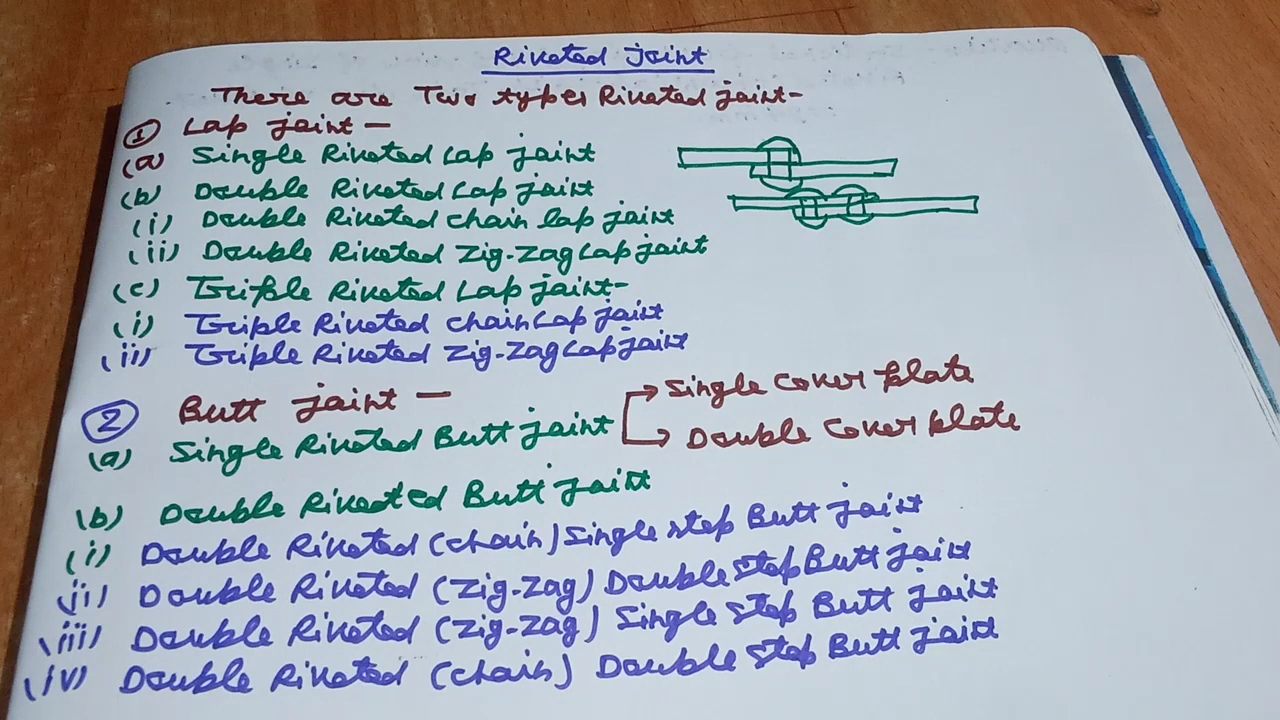 Riveted joint
There are Two types Riveted joint-
① Lap joint —
(a) Single Riveted Lap joint
(b) Double Riveted Lap joint
(i) Double Riveted chain lap joint
(ii) Double Riveted Zig-Zag Lap joint
(c) Triple Riveted Lap joint-
(i) Triple Riveted chain Lap joint
(ii) Triple Riveted Zig-Zag Lap joint
② Butt joint —
(a) Single Riveted Butt joint
→ Single Cover plate
→ Double Cover plate
(b) Double Riveted Butt joint
(i) Double Riveted (chain) Single step Butt joint
(ii) Double Riveted (Zig-Zag) Double step Butt joint
(iii) Double Riveted (Zig-Zag) Single step Butt joint
(iv) Double Riveted (chain) Double step Butt joint